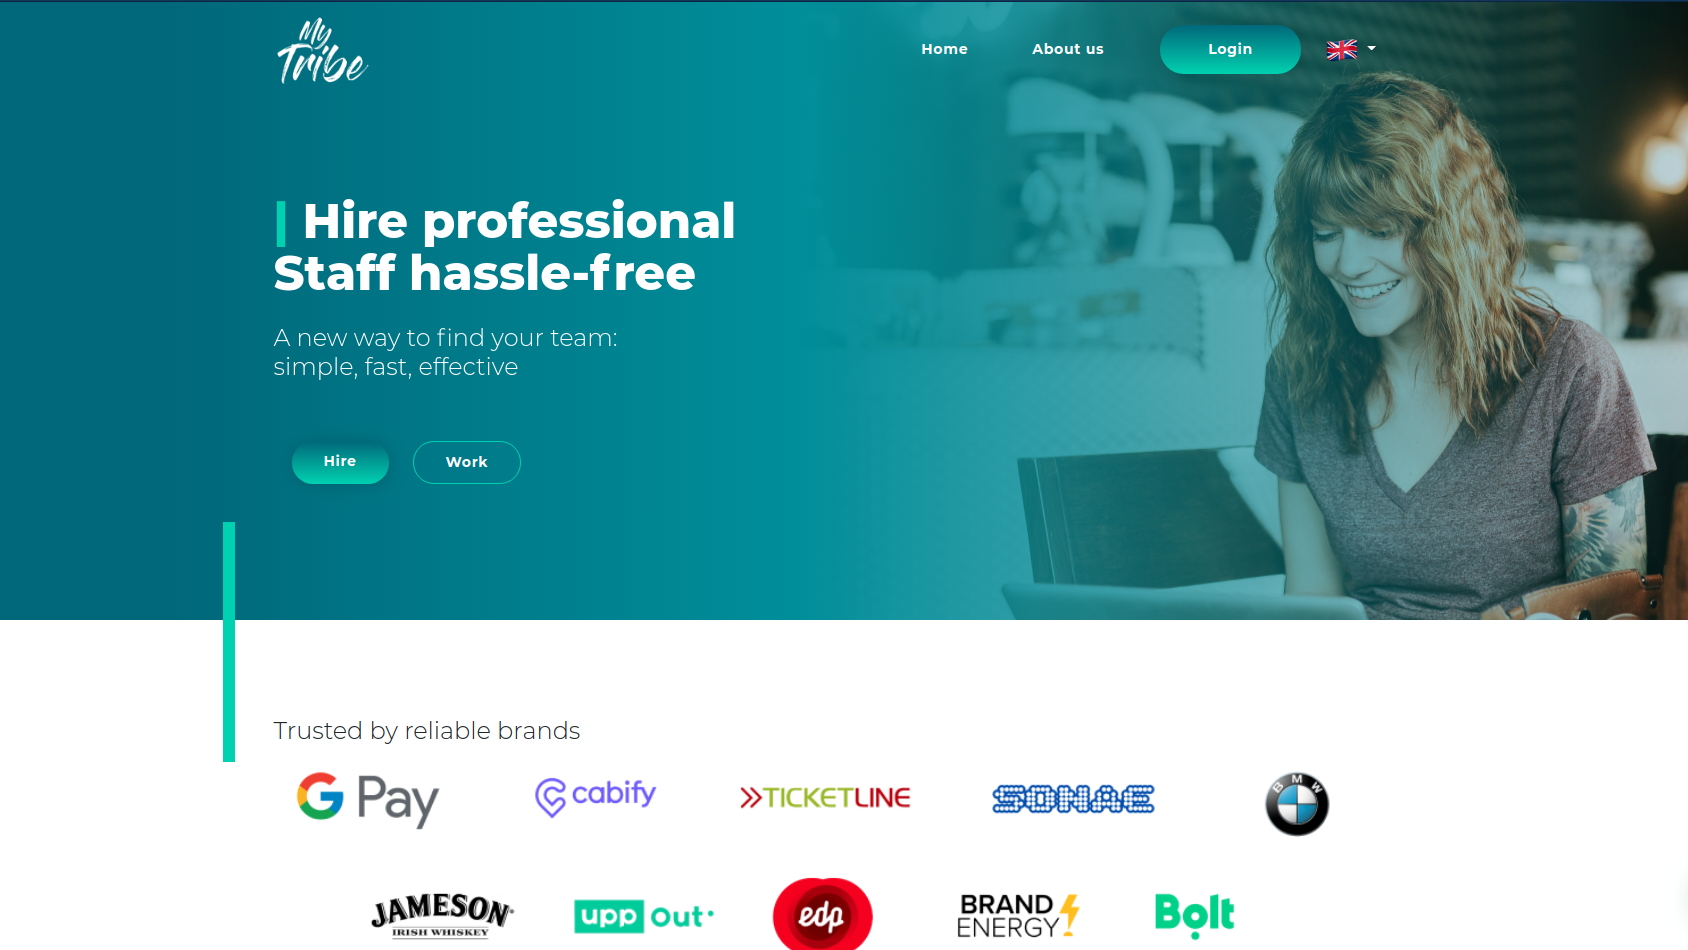 My
Tribe
Home
About us
Login
| Hire professional
Staff hassle-free
A new way to find your team:
simple, fast, effective
Hire
Work
Trusted by reliable brands
G Pay
cabify
TICKETLINE
SONAE
BMW
JAMESON
IRISH WHISKEY
upp out
edp
BRAND
ENERGY
Bolt